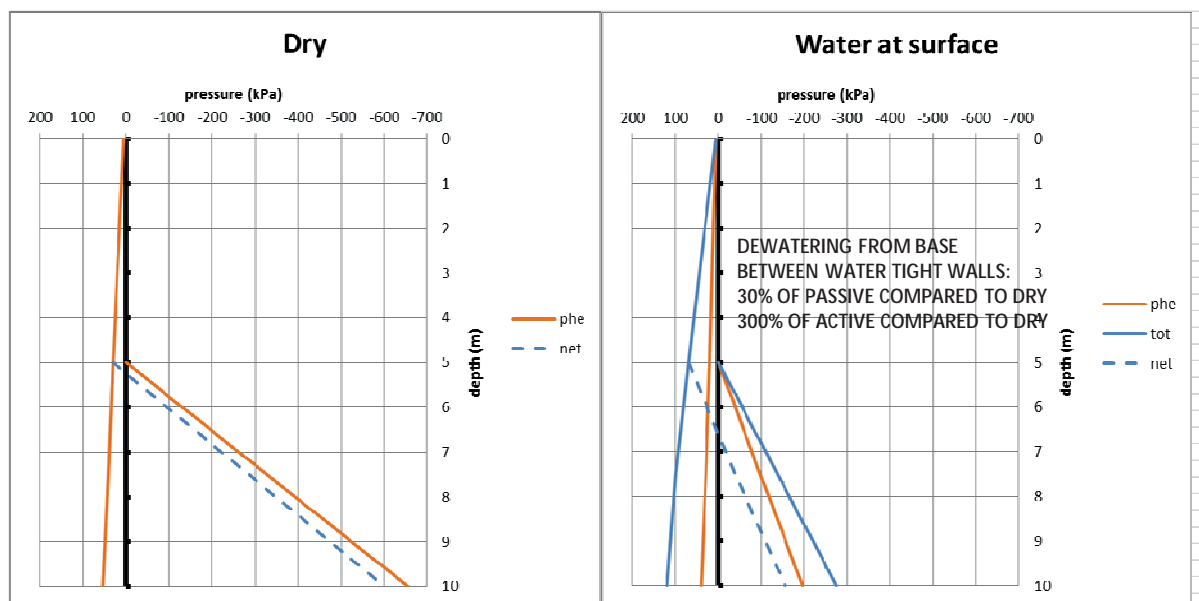 Dry
pressure (kPa)
200 100 0 -100 -200 -300 -400 -500 -600 -700
0
1
2
3
4
5
6
7
8
9
10
depth (m)
phe
net
Water at surface
pressure (kPa)
200 100 0 -100 -200 -300 -400 -500 -600 -700
0
1
2
3
4
5
6
7
8
9
10
depth (m)
DEWATERING FROM BASE
BETWEEN WATER TIGHT WALLS:
30% OF PASSIVE COMPARED TO DRY
300% OF ACTIVE COMPARED TO DRY
phe
tot
net